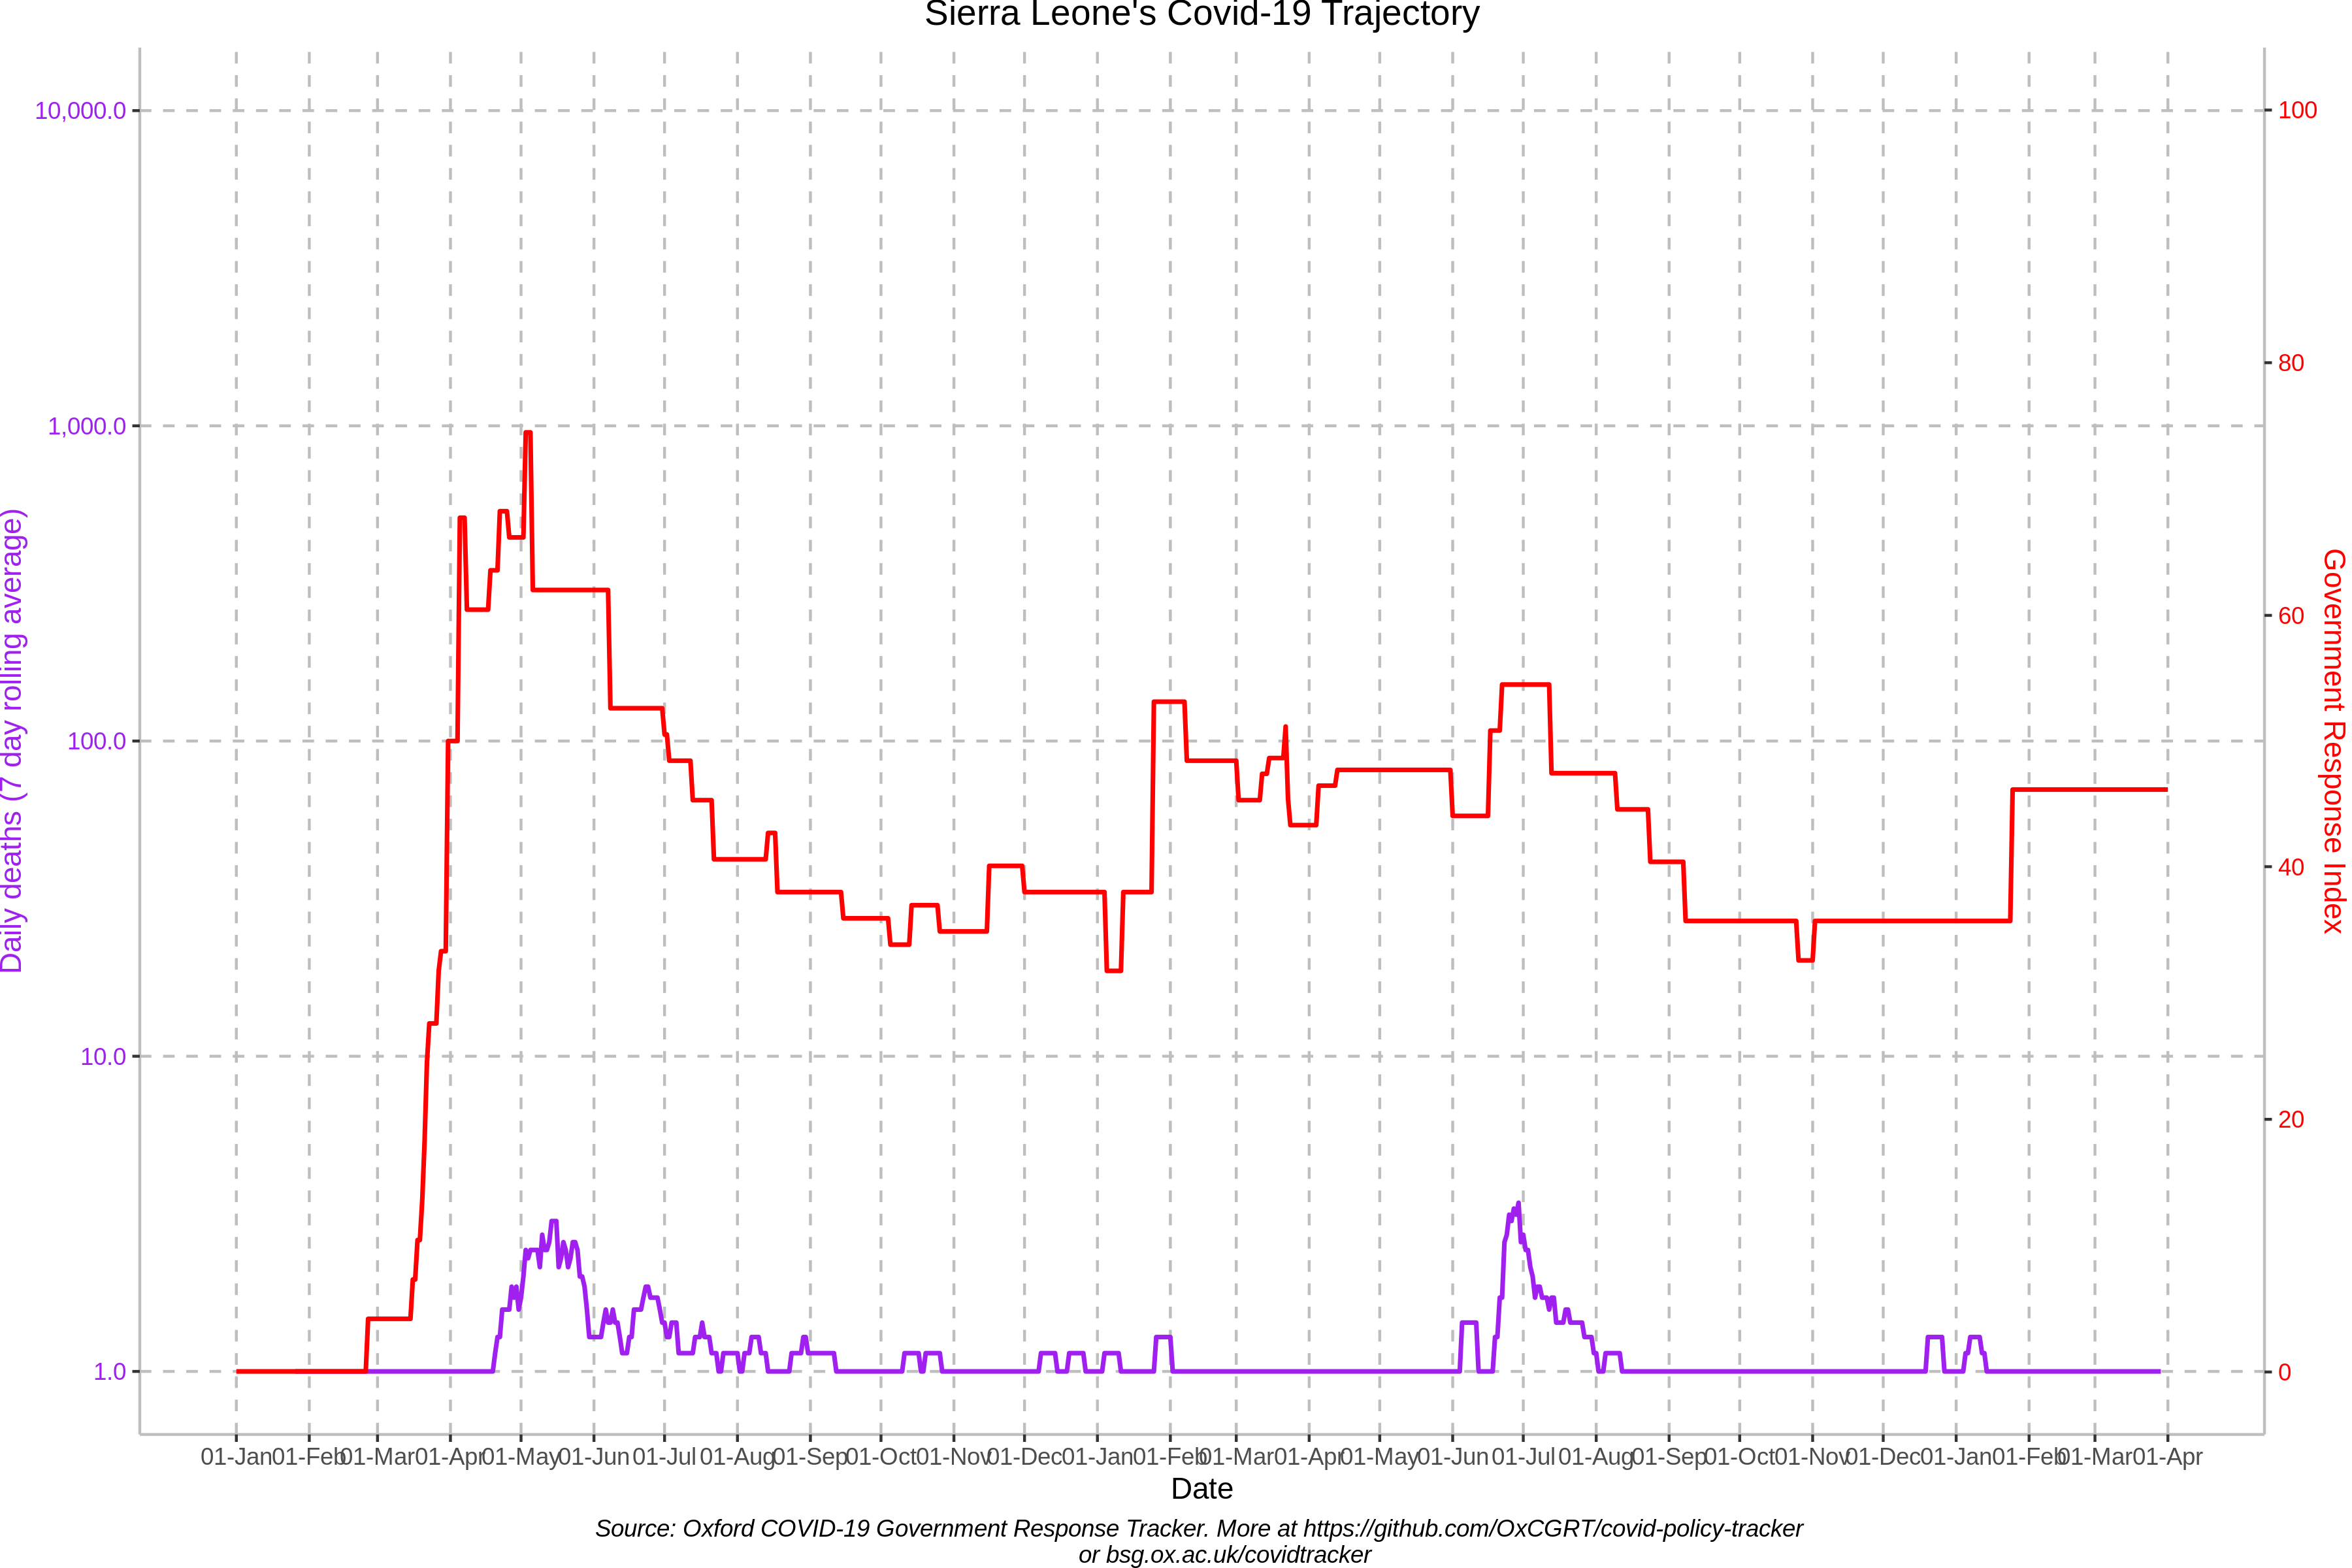 Sierra Leone's Covid-19 Trajectory
10,000.0
1,000.0
100.0
10.0
1.0
Daily deaths (7 day rolling average)
100
80
60
40
20
0
Government Response Index
01-Jan 01-Feb 01-Mar 01-Apr 01-May 01-Jun 01-Jul 01-Aug 01-Sep 01-Oct 01-Nov 01-Dec 01-Jan 01-Feb 01-Mar 01-Apr 01-May 01-Jun 01-Jul 01-Aug 01-Sep 01-Oct 01-Nov 01-Dec 01-Jan 01-Feb 01-Mar 01-Apr
Date
Source: Oxford COVID-19 Government Response Tracker. More at https://github.com/OxCGRT/covid-policy-tracker
or bsg.ox.ac.uk/covidtracker